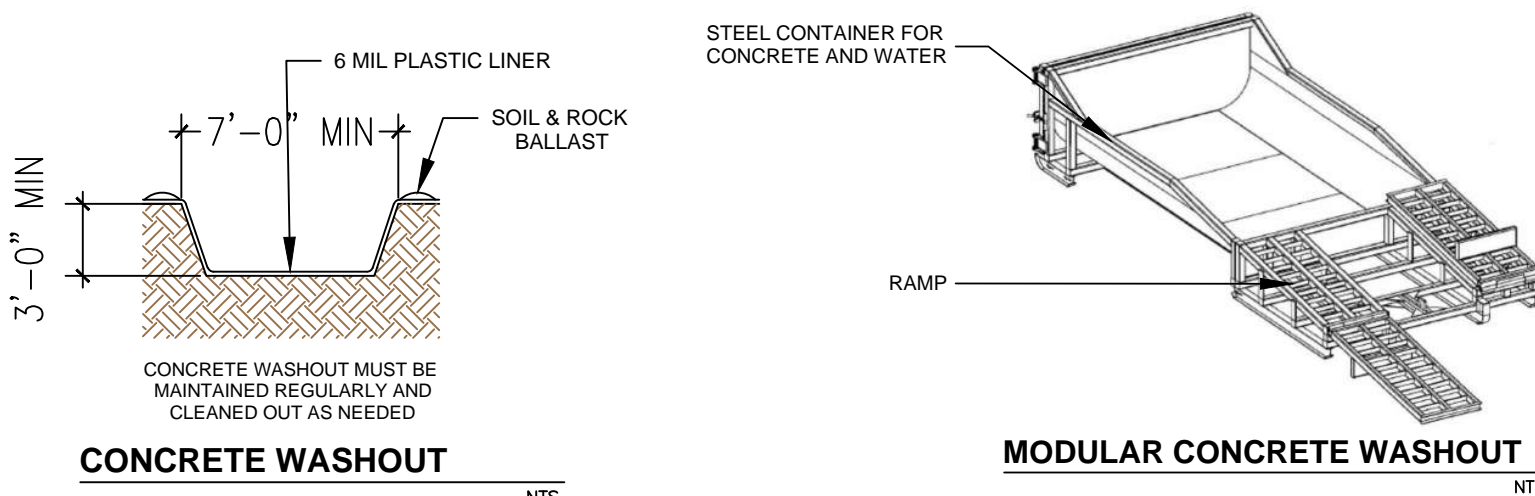 6 MIL PLASTIC LINER
7'-0" MIN
SOIL & ROCK
BALLAST
3'-0" MIN
CONCRETE WASHOUT MUST BE
MAINTAINED REGULARLY AND
CLEANED OUT AS NEEDED
CONCRETE WASHOUT
NTS
STEEL CONTAINER FOR
CONCRETE AND WATER
RAMP
MODULAR CONCRETE WASHOUT
NT